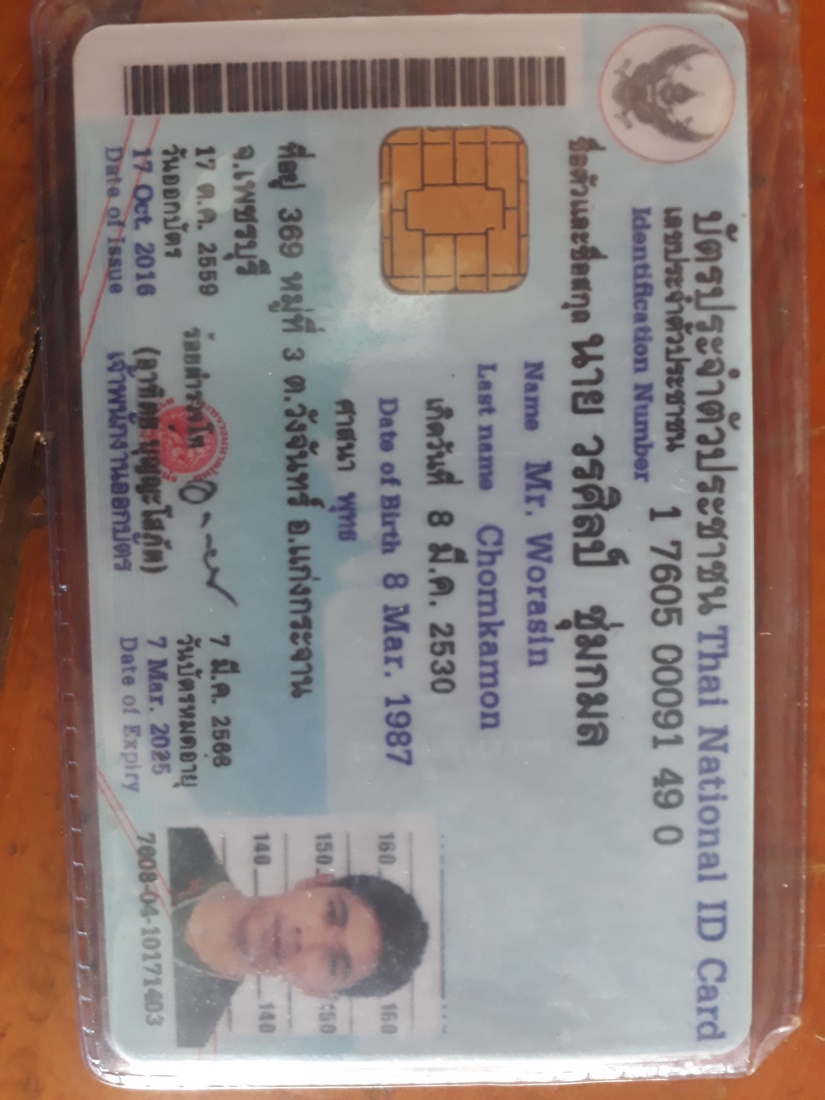 บัตรประจำตัวประชาชน Thai National ID Card
เลขประจำตัวประชาชน 1 7605 00091 49 0
Identification Number
ชื่อตัวและชื่อสกุล นาย วรศิลป์ ชุ่มกมล
Name Mr. Worasin
Last name Chomkamon
เกิดวันที่ 8 มี.ค. 2530
Date of Birth 8 Mar. 1987
ศาสนา พุทธ
ที่อยู่ 369 หมู่ที่ 3 ต.วังจันทร์ อ.แก่งกระจาน
จ.เพชรบุรี
17 ต.ค. 2559
วันออกบัตร
17 Oct. 2016
Date of Issue
ร้อยตำรวจโท
เจ้าพนักงานออกบัตร
7 มี.ค. 2568
วันบัตรหมดอายุ
7 Mar. 2025
Date of Expiry
160 160
150 150
140 140
7608-04-10171403